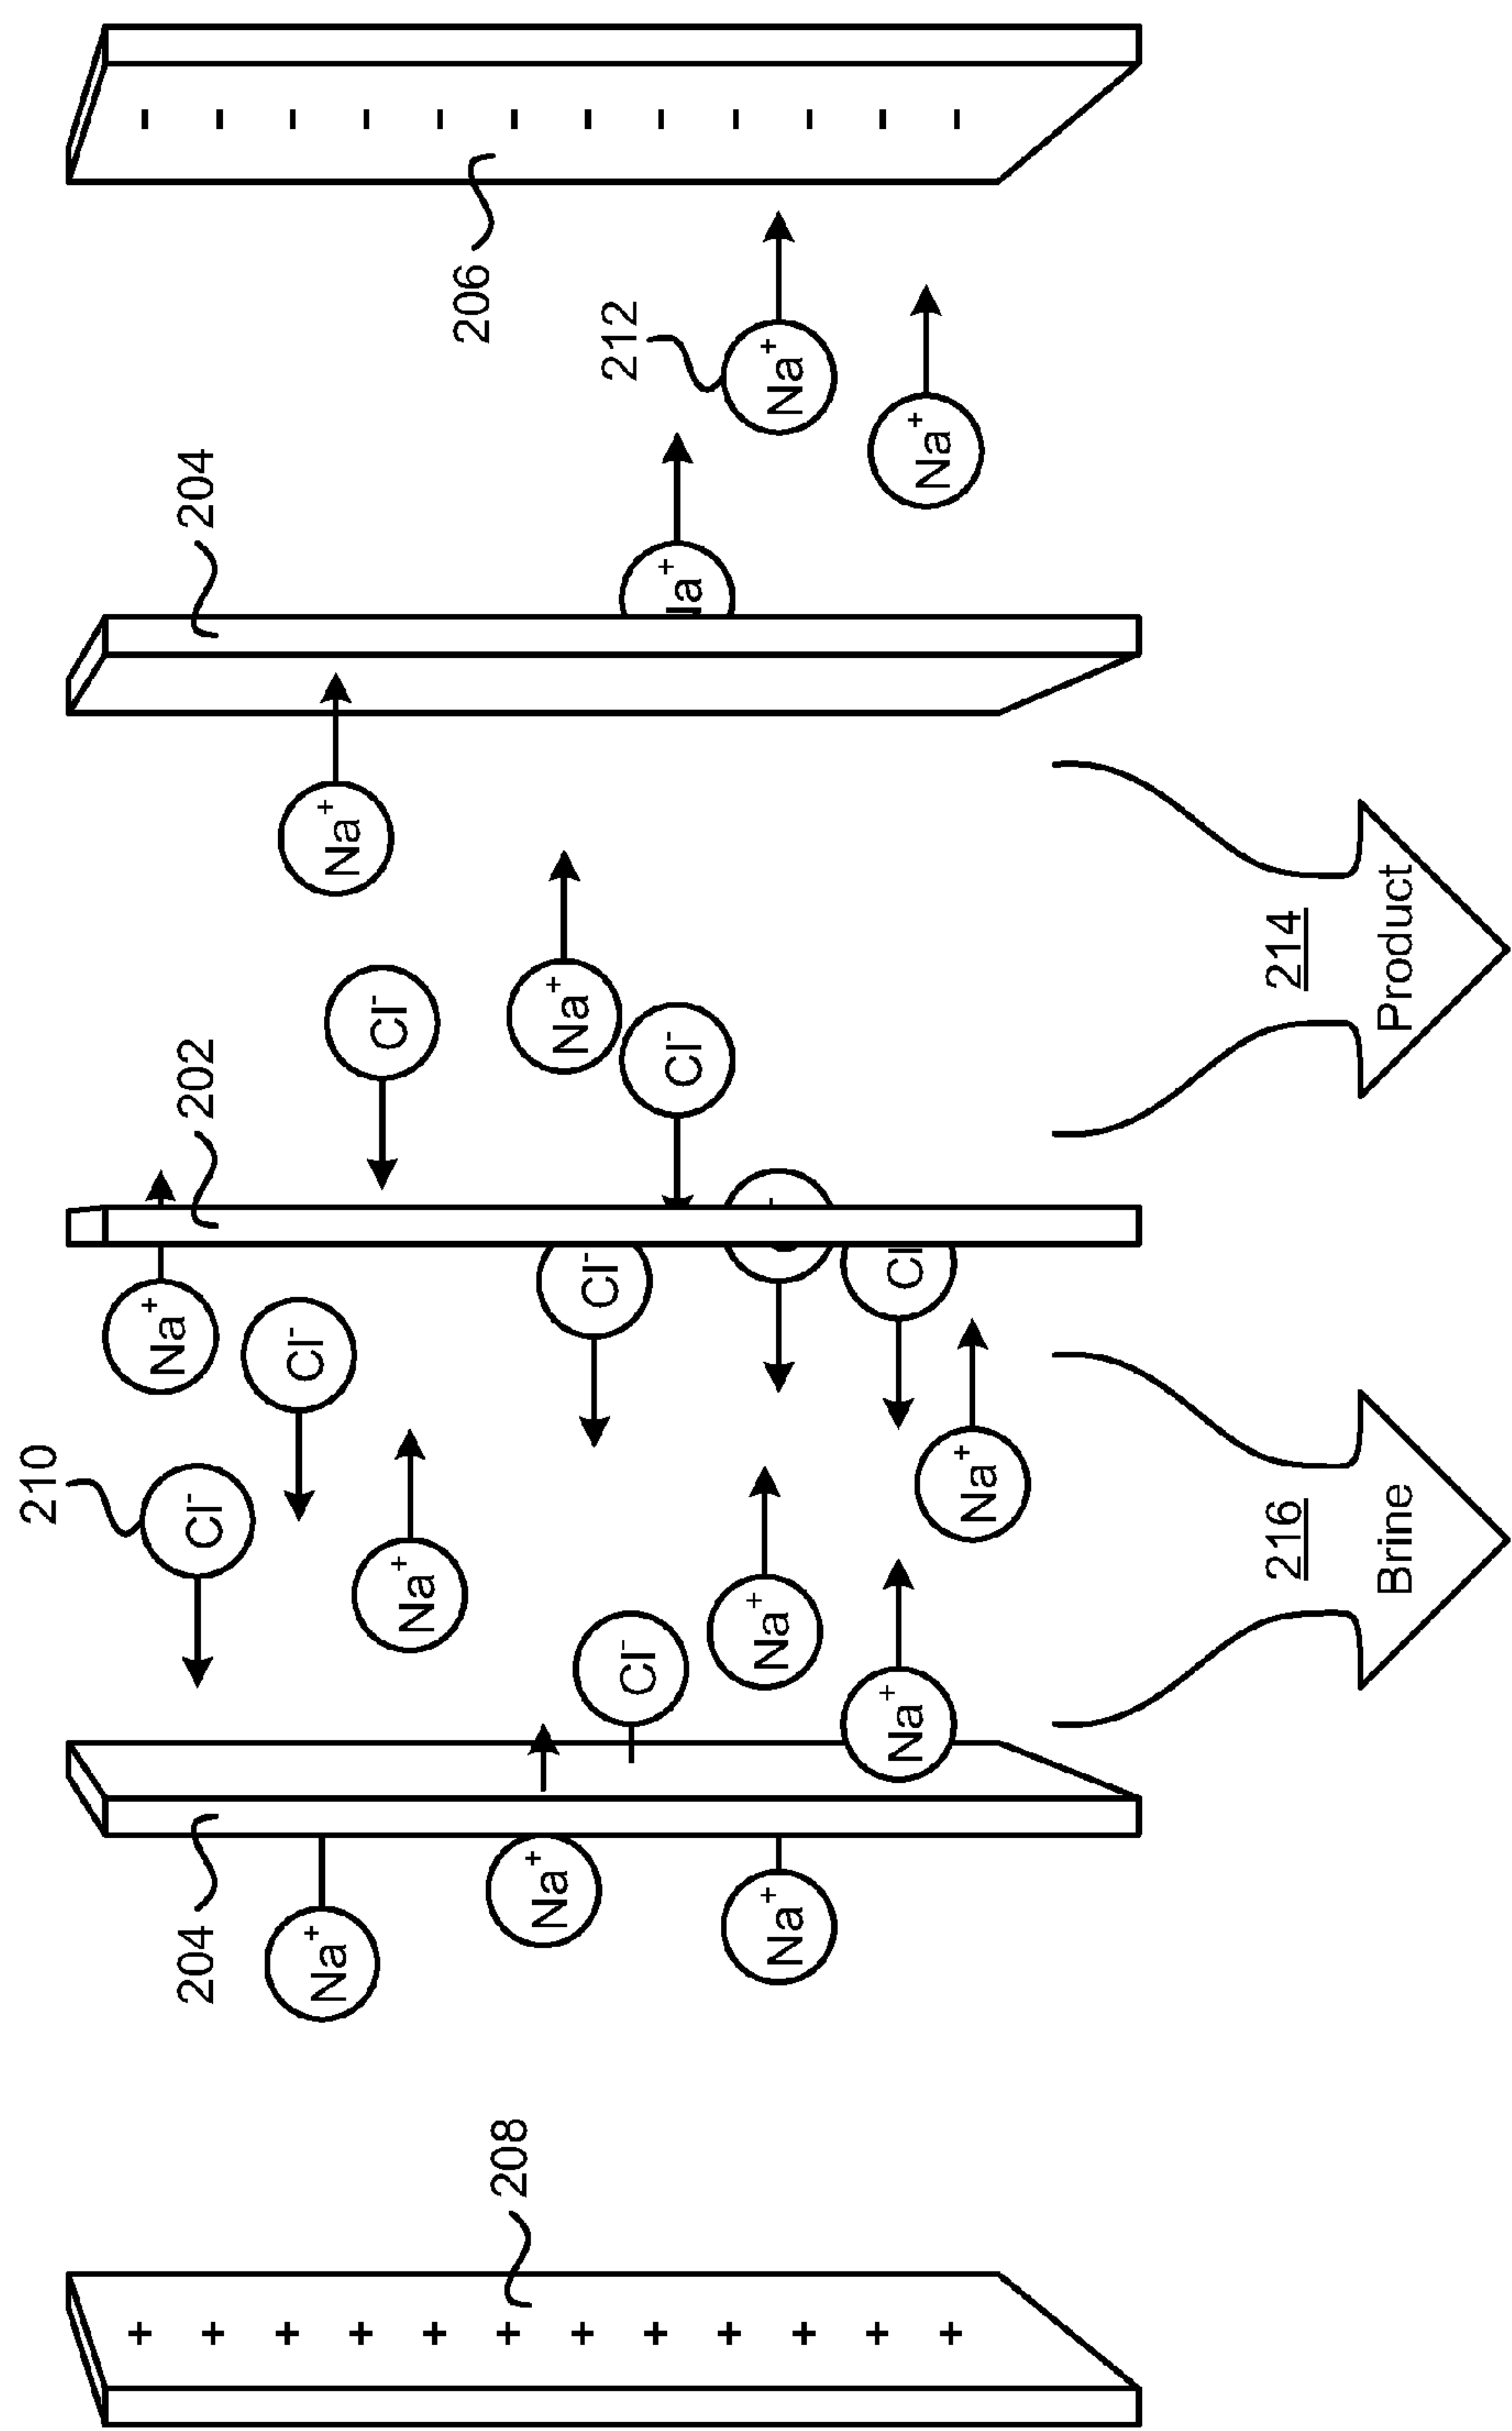 210
Na+
204
Cl-
202
204
Cl-
Na+
Na+
Cl-
Na+
206
208
Na+
Na+
Cl-
212
Cl-
Cl-
Na+
Na+
Na+
Na+
Cl
Na+
Na+
216
214
Brine
Product